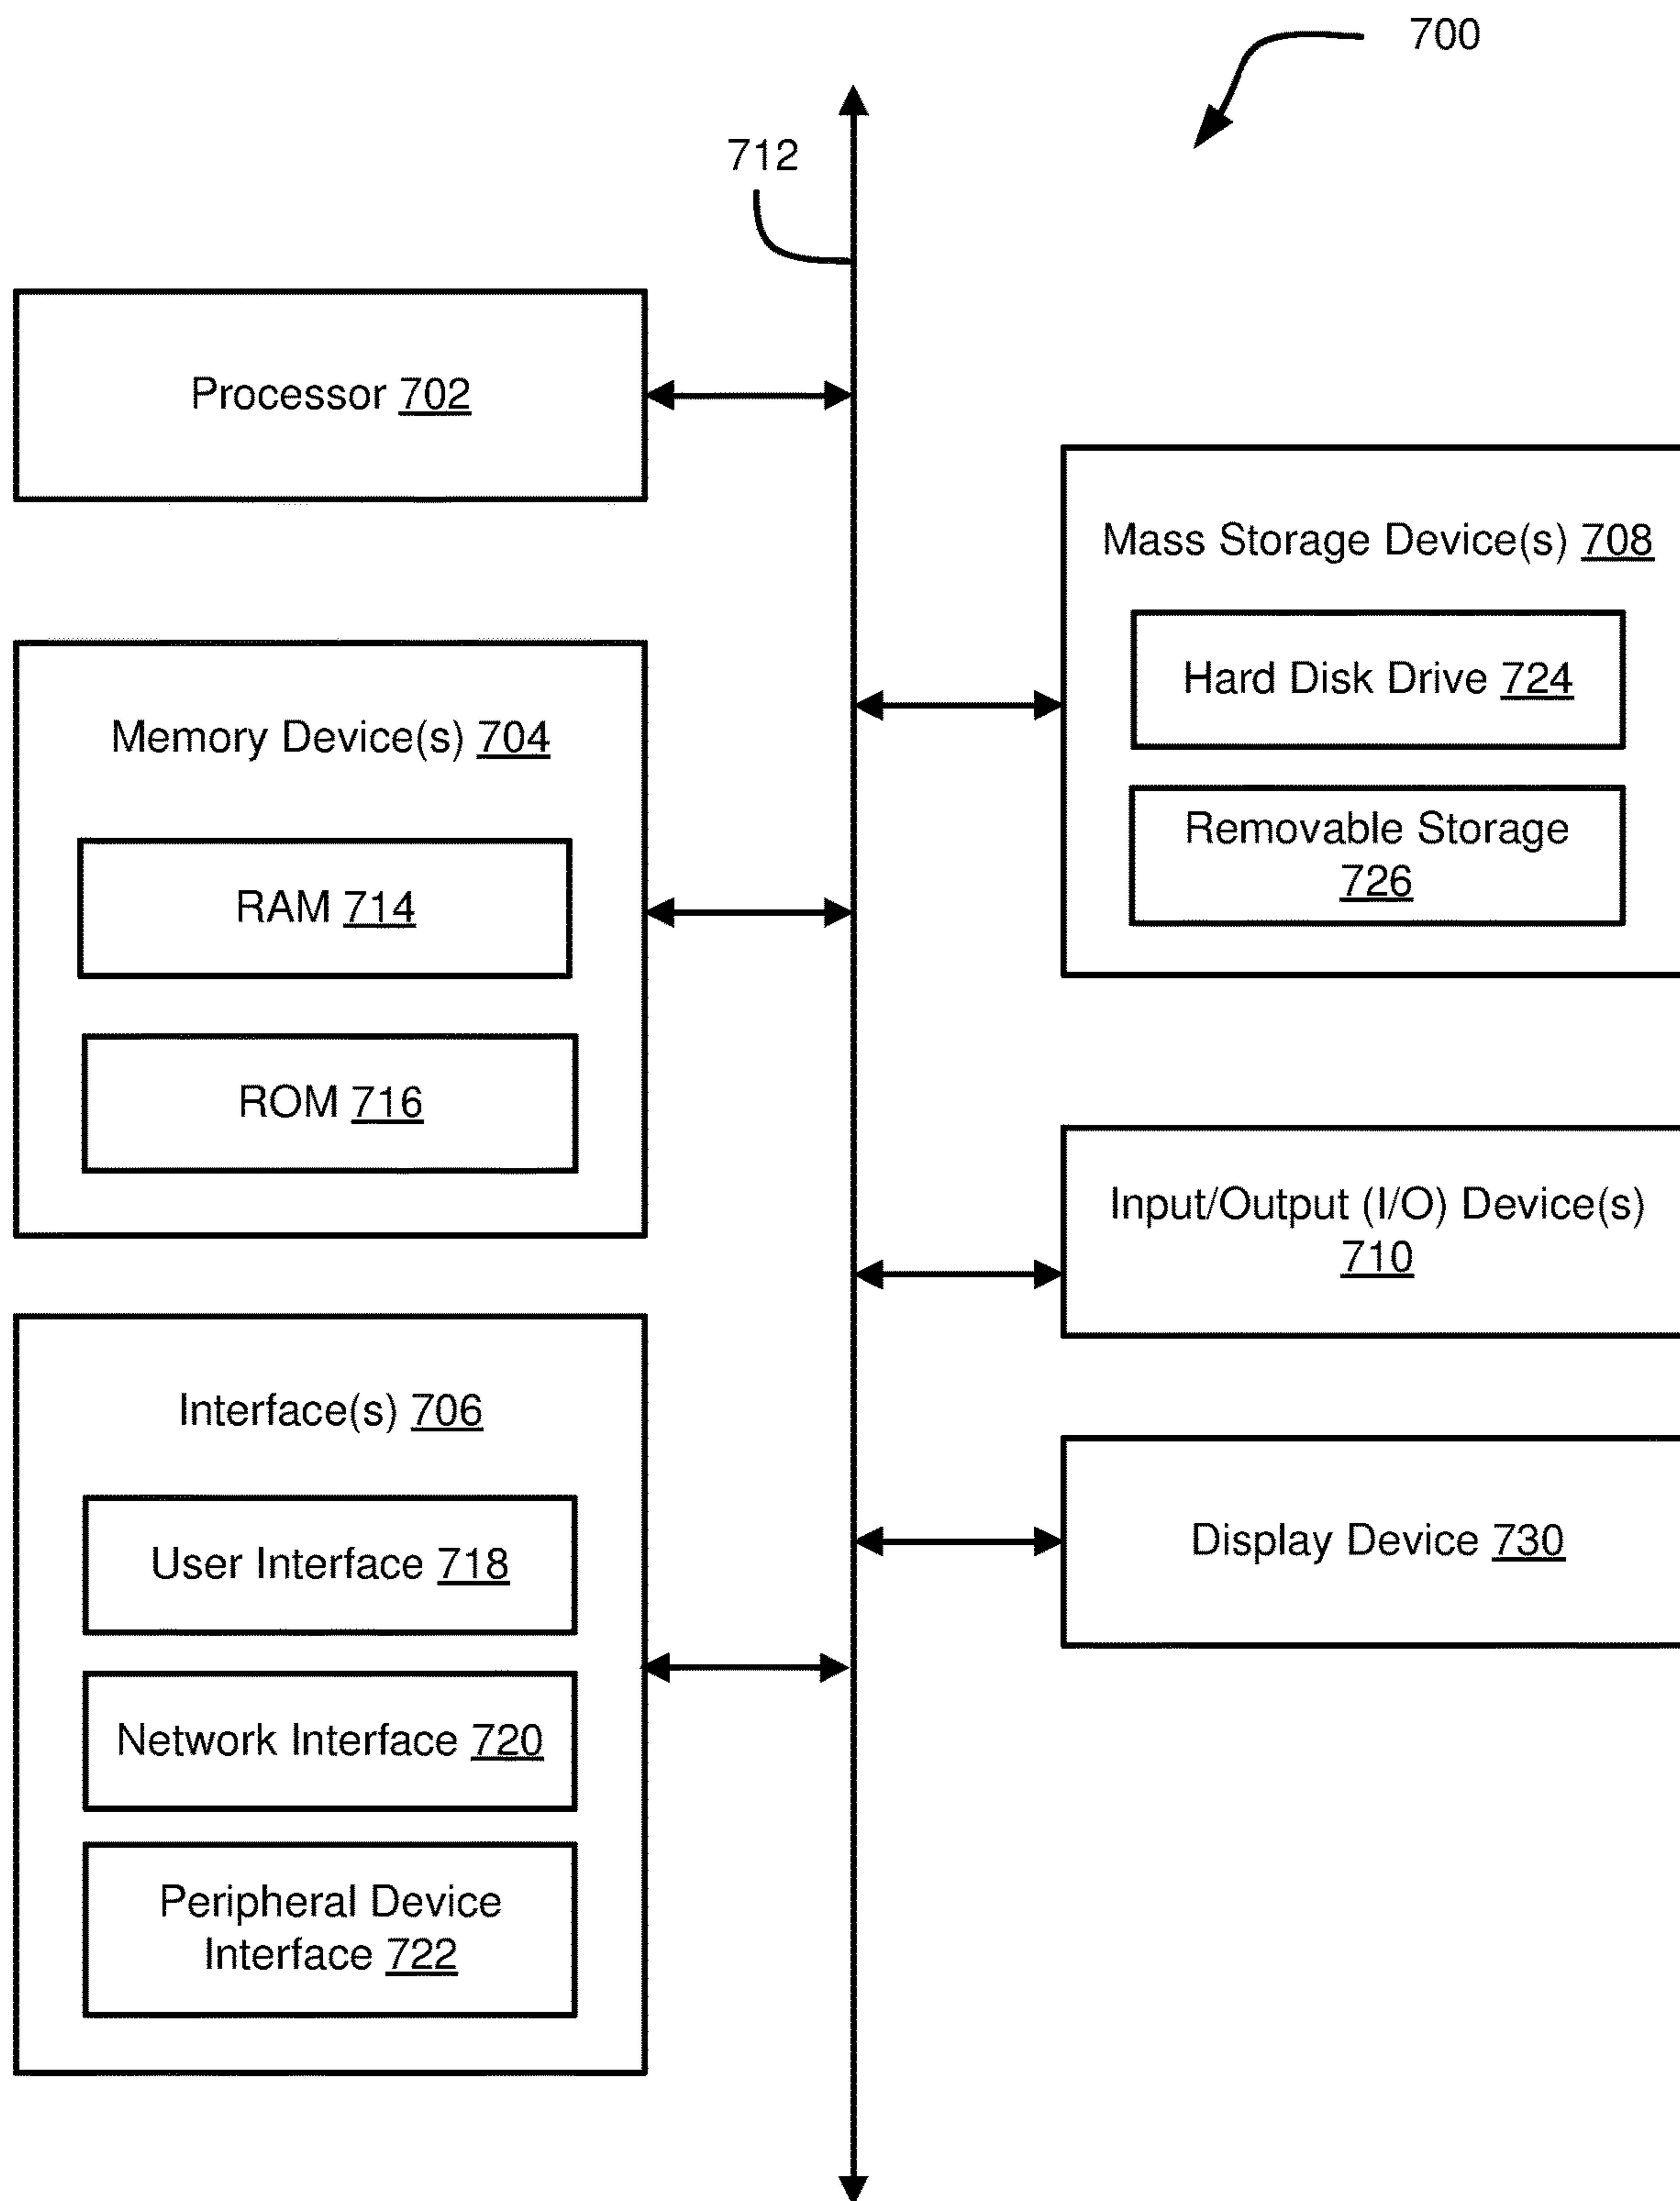 700
712
Processor 702
Memory Device(s) 704
RAM 714
ROM 716
Interface(s) 706
User Interface 718
Network Interface 720
Peripheral Device
Interface 722
Mass Storage Device(s) 708
Hard Disk Drive 724
Removable Storage
726
Input/Output (I/O) Device(s)
710
Display Device 730